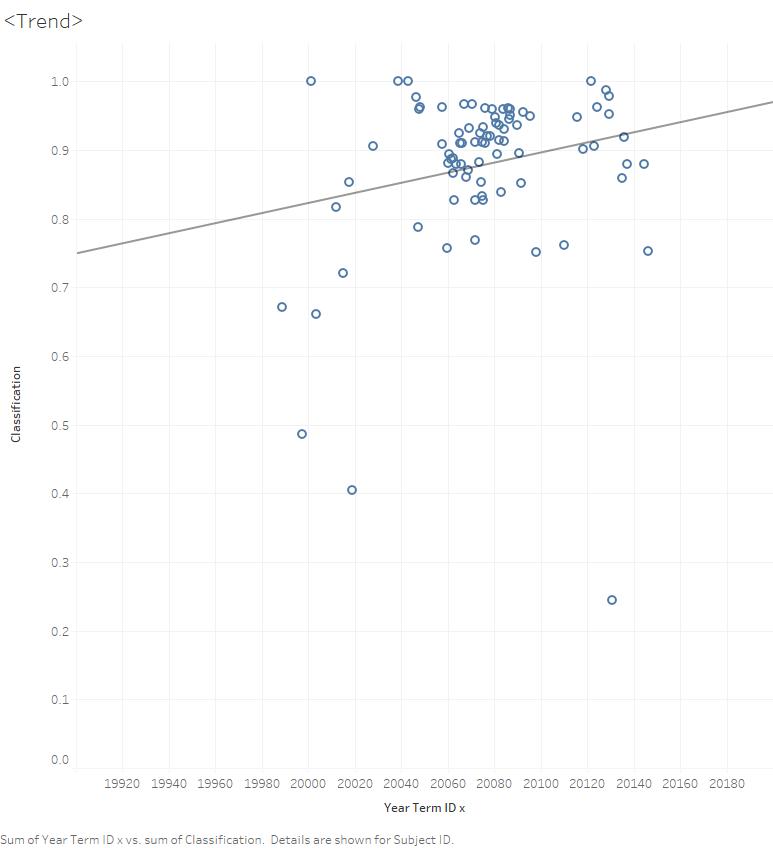 <Trend>
1.0
0.9
0.8
0.7
0.6
0.5
0.4
0.3
0.2
0.1
0.0
Classification
19920 19940 19960 19980 20000 20020 20040 20060 20080 20100 20120 20140 20160 20180
Year Term ID x
Sum of Year Term ID x vs. sum of Classification. Details are shown for Subject ID.